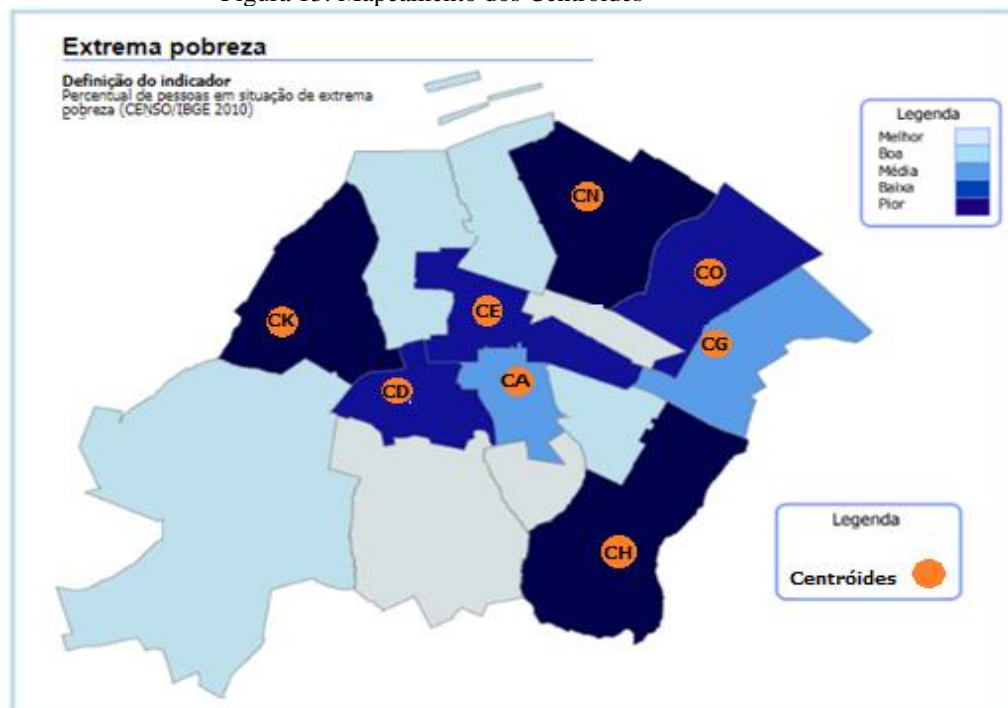 Figura 15: Mapeamento dos Centróides
Extrema pobreza
Definição do indicador
Percentual de pessoas em situação de extrema
pobreza (CENSO/IBGE 2010)
Legenda
Melhor
Boa
Média
Baixa
Pior
CN
CO
CK
CE
CG
CD
CA
CH
Legenda
Centróides